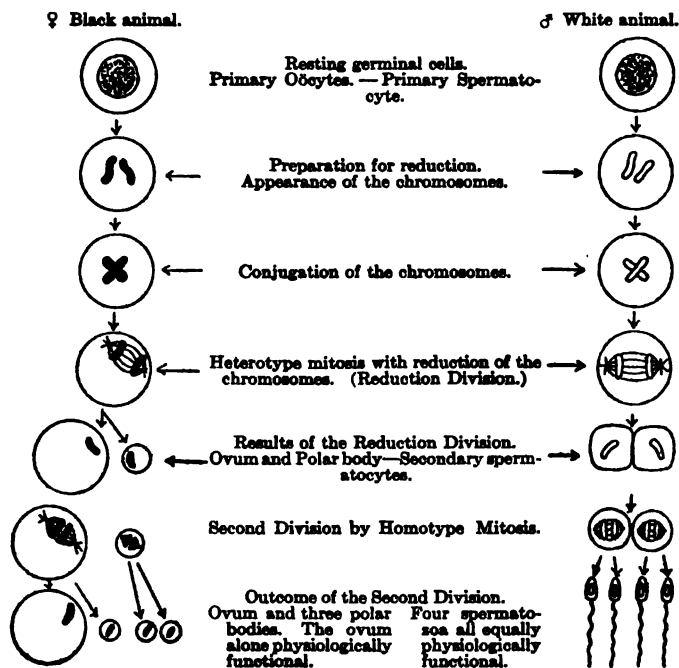 ♀ Black animal.
♂ White animal.
Resting germinal cells.
Primary Oöcytes. — Primary Spermato-
cyte.
Preparation for reduction.
Appearance of the chromosomes.
Conjugation of the chromosomes.
Heterotype mitosis with reduction of the
chromosomes. (Reduction Division.)
Results of the Reduction Division.
Ovum and Polar body—Secondary sperm-
atocytes.
Second Division by Homotype Mitosis.
Outcome of the Second Division.
Ovum and three polar
bodies. The ovum
alone physiologically
functional.
Four spermato-
soa all equally
physiologically
functional.